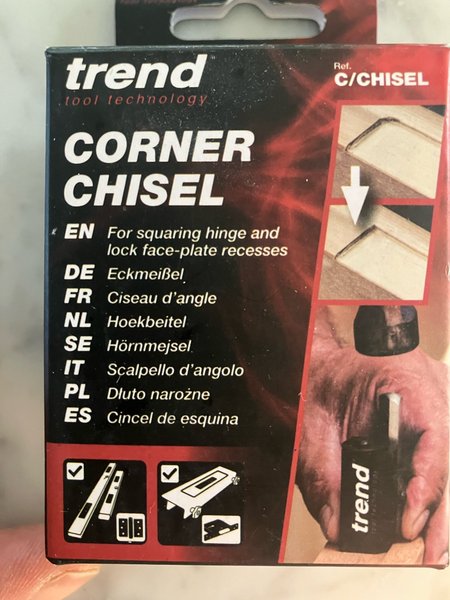 trend
tool technology
Ref.
C/CHISEL
CORNER
CHISEL
EN For squaring hinge and
lock face-plate recesses
DE Eckmeißel
FR Ciseau d'angle
NL Hoekbeitel
SE Hörnmejsel
IT Scalpello d'angolo
PL Dłuto narożne
ES Cincel de esquina
trend